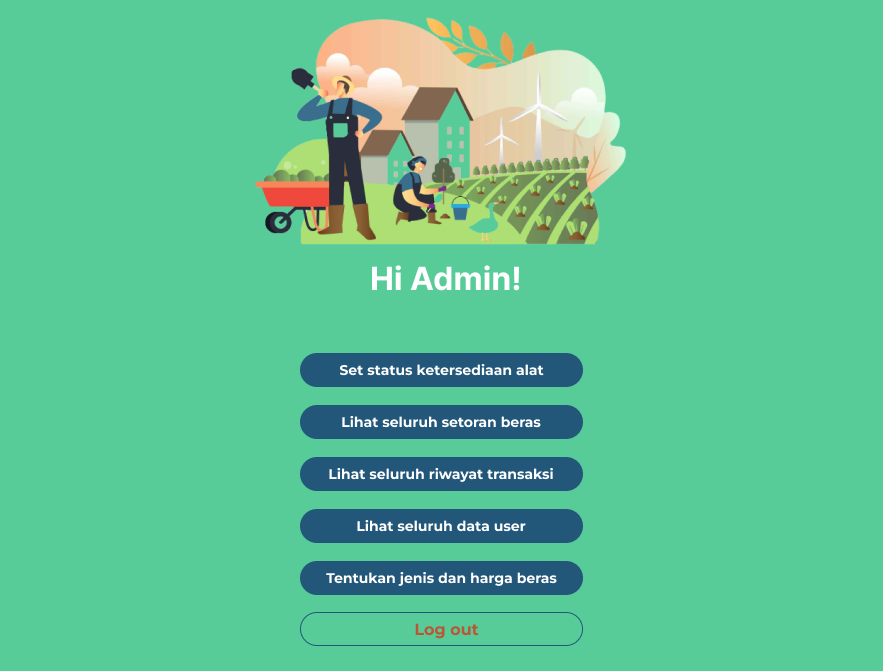 Hi Admin!
Set status ketersediaan alat
Lihat seluruh setoran beras
Lihat seluruh riwayat transaksi
Lihat seluruh data user
Tentukan jenis dan harga beras
Log out